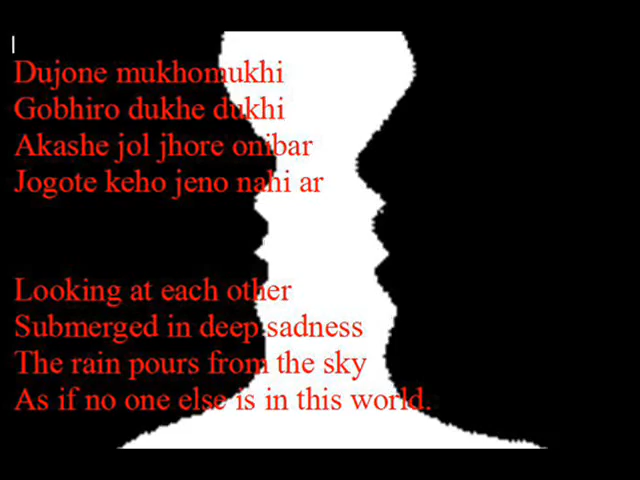 Dujone mukhomukhi
Gobhiro dukhe dukhi
Akashe jol jhore onibar
Jogote keho jeno nahi ar
Looking at each other
Submerged in deep sadness
The rain pours from the sky
As if no one else is in this world.